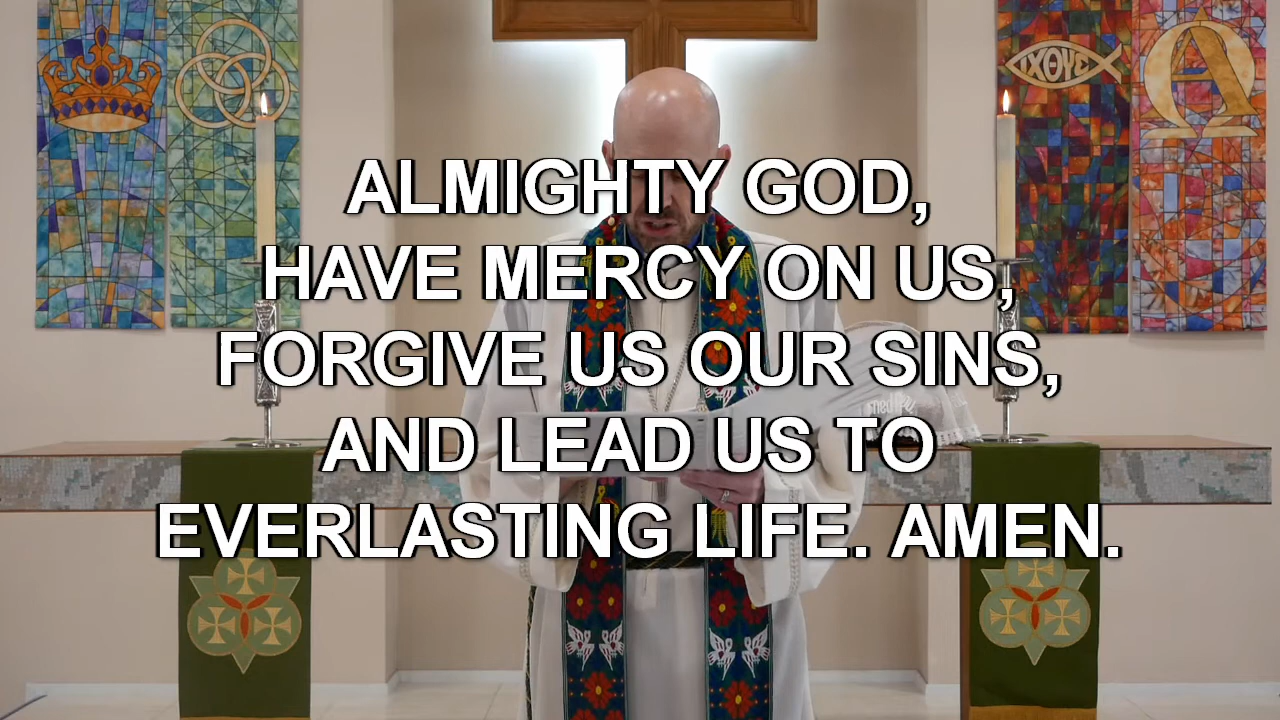 ΙΧΘΥϹ
ALMIGHTY GOD,
HAVE MERCY ON US,
FORGIVE US OUR SINS,
AND LEAD US TO
EVERLASTING LIFE. AMEN.